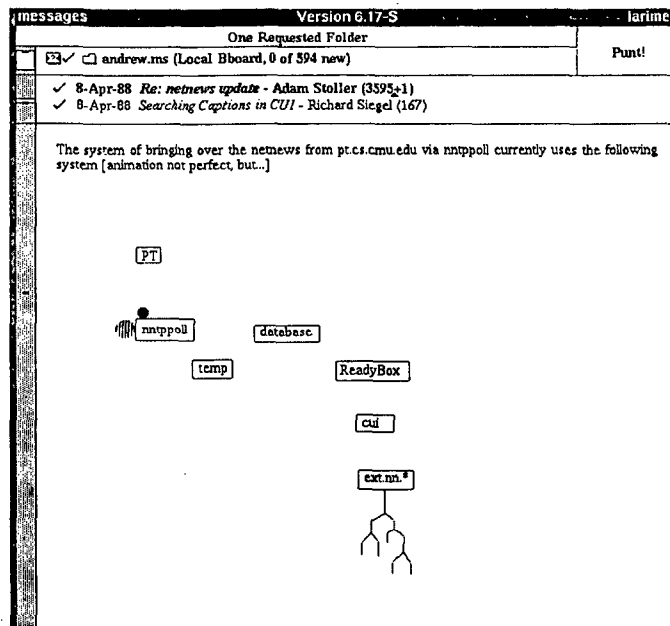 messages Version 6.17-S larime
One Requested Folder
andrew.ms (Local Bboard, 0 of 394 new)
Punt!
8-Apr-88 Re: netnews update - Adam Stoller (3595+1)
8-Apr-88 Searching Captions in CUI - Richard Siegel (167)
The system of bringing over the netnews from pt.cs.cmu.edu via nntppoll currently uses the following
system [animation not perfect, but...]
PT
nntppoll database
temp ReadyBox
cui
ext.nn.*